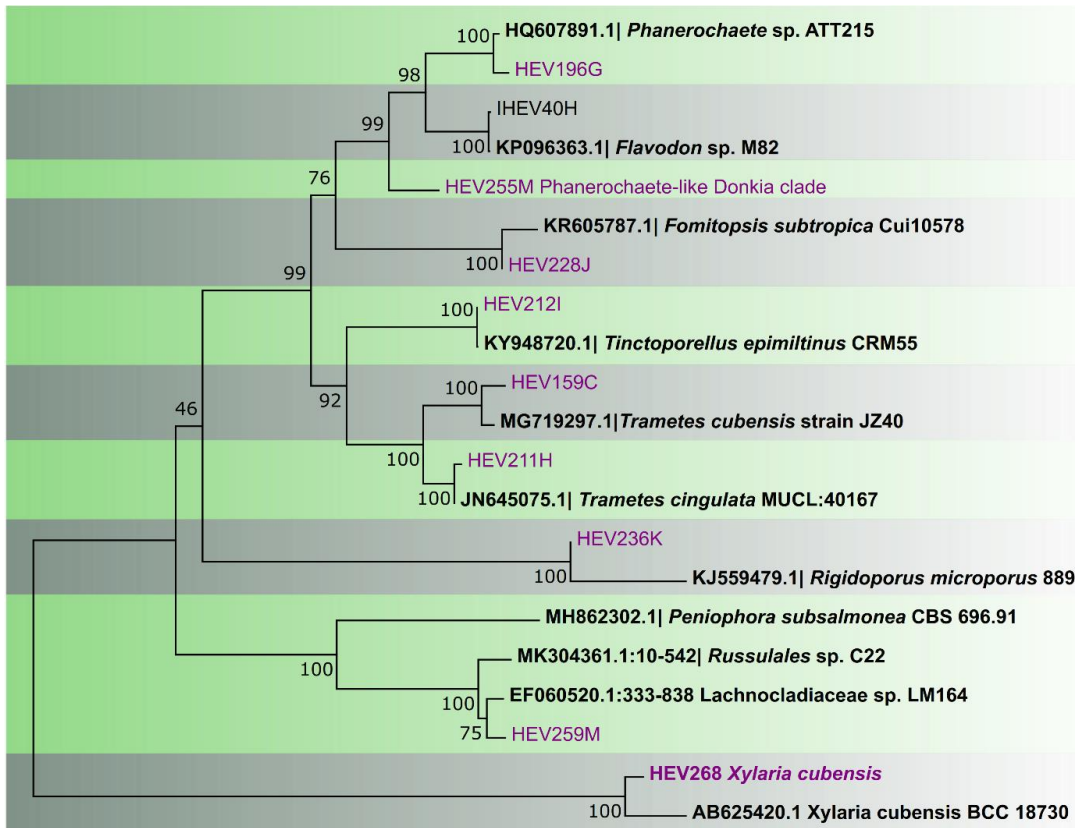 100
HQ607891.1| Phanerochaete sp. ATT215
HEV196G
98
IHEV40H
99
100
KP096363.1| Flavodon sp. M82
76
HEV255M Phanerochaete-like Donkia clade
KR605787.1| Fomitopsis subtropica Cui10578
99
100
HEV228J
100
HEV212I
KY948720.1| Tinctoporellus epimiltinus CRM55
100
HEV159C
92
46
MG719297.1|Trametes cubensis strain JZ40
100
HEV211H
100
JN645075.1| Trametes cingulata MUCL:40167
HEV236K
100
KJ559479.1| Rigidoporus microporus 889
MH862302.1| Peniophora subsalmonea CBS 696.91
100
MK304361.1:10-542| Russulales sp. C22
100
EF060520.1:333-838 Lachnocladiaceae sp. LM164
75
HEV259M
HEV268 Xylaria cubensis
100
AB625420.1 Xylaria cubensis BCC 18730